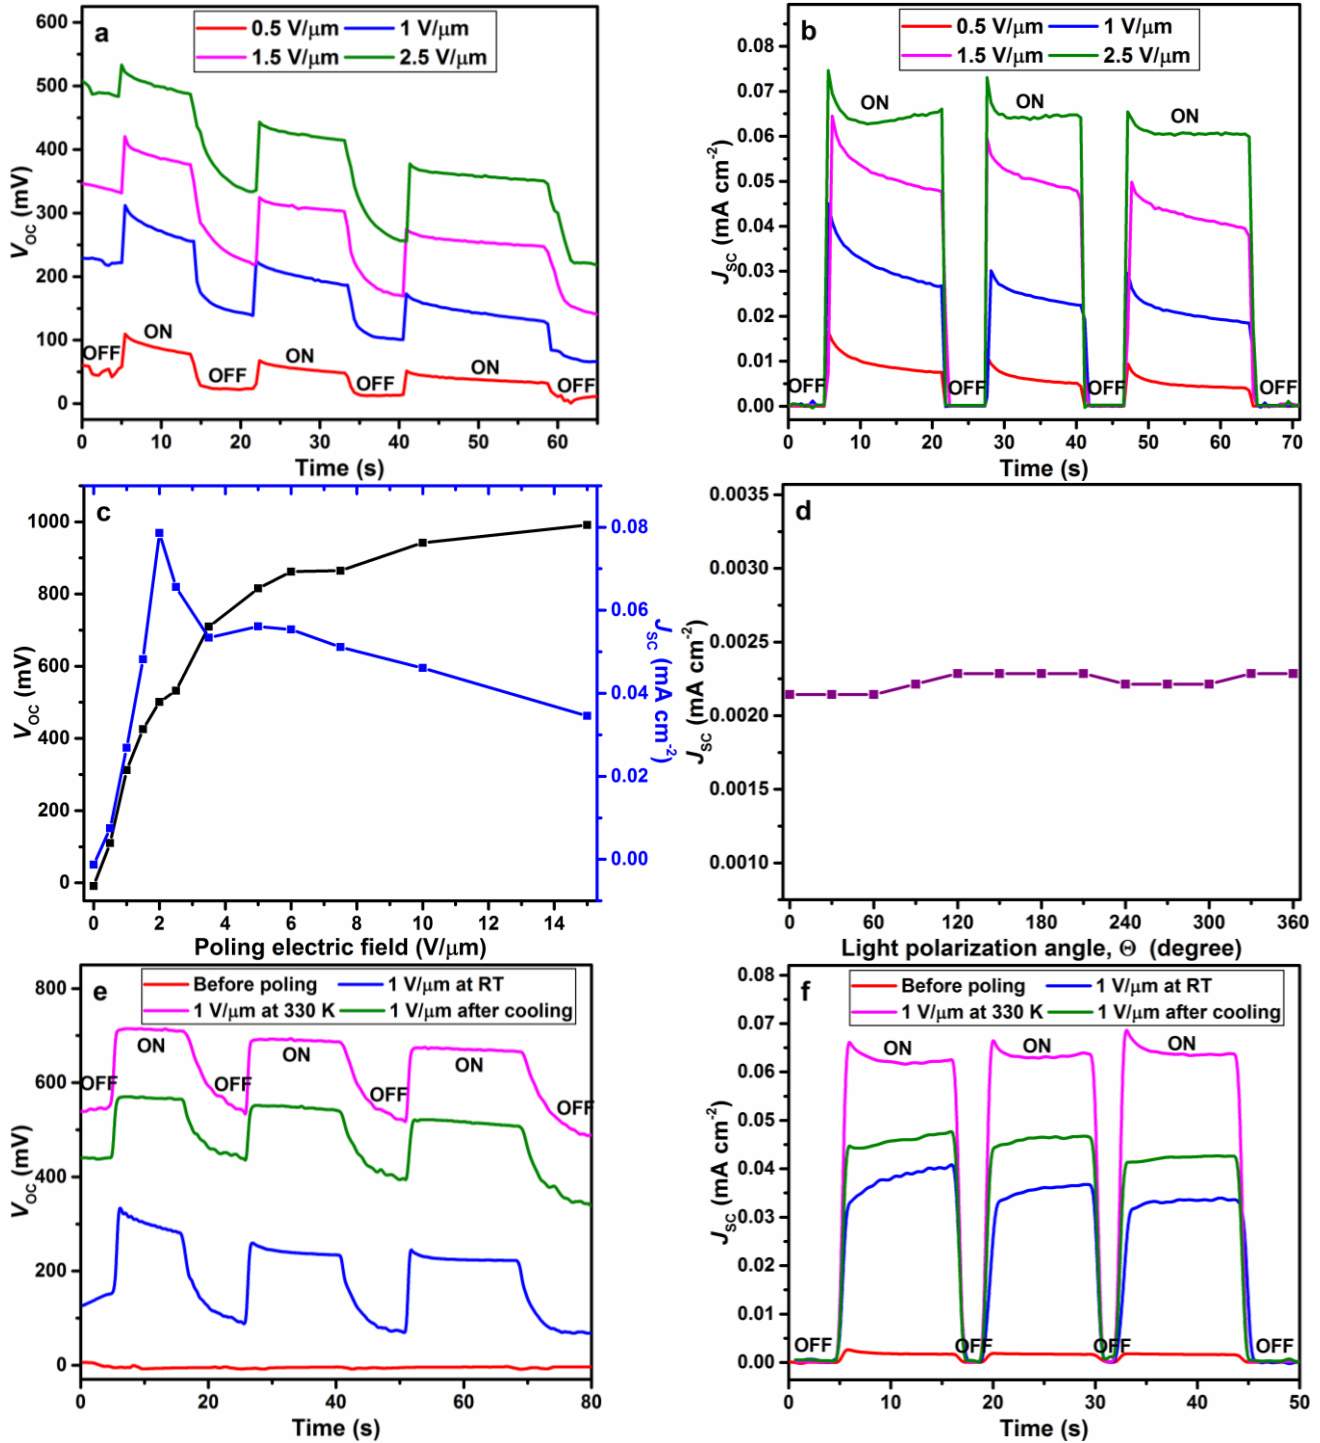 a
0.5 V/μm 1 V/μm
1.5 V/μm 2.5 V/μm
600
500
400
300
200
100
0
V_OC (mV)
OFF ON OFF ON OFF ON OFF
0 10 20 30 40 50 60
Time (s)
b
0.5 V/μm 1 V/μm
1.5 V/μm 2.5 V/μm
0.08
0.07
0.06
0.05
0.04
0.03
0.02
0.01
0.00
J_SC (mA cm⁻²)
ON ON ON
OFF OFF OFF OFF
0 10 20 30 40 50 60 70
Time (s)
c
1000
800
600
400
200
0
V_OC (mV)
0.08
0.06
0.04
0.02
0.00
J_SC (mA cm⁻²)
0 2 4 6 8 10 12 14
Poling electric field (V/μm)
d
0.0035
0.0030
0.0025
0.0020
0.0015
0.0010
J_SC (mA cm⁻²)
0 60 120 180 240 300 360
Light polarization angle, Θ (degree)
e
Before poling 1 V/μm at RT
1 V/μm at 330 K 1 V/μm after cooling
800
600
400
200
0
V_OC (mV)
OFF ON OFF ON OFF ON OFF
0 20 40 60 80
Time (s)
f
Before poling 1 V/μm at RT
1 V/μm at 330 K 1 V/μm after cooling
0.08
0.07
0.06
0.05
0.04
0.03
0.02
0.01
0.00
J_SC (mA cm⁻²)
ON ON ON
OFF OFF OFF OFF
0 10 20 30 40 50
Time (s)